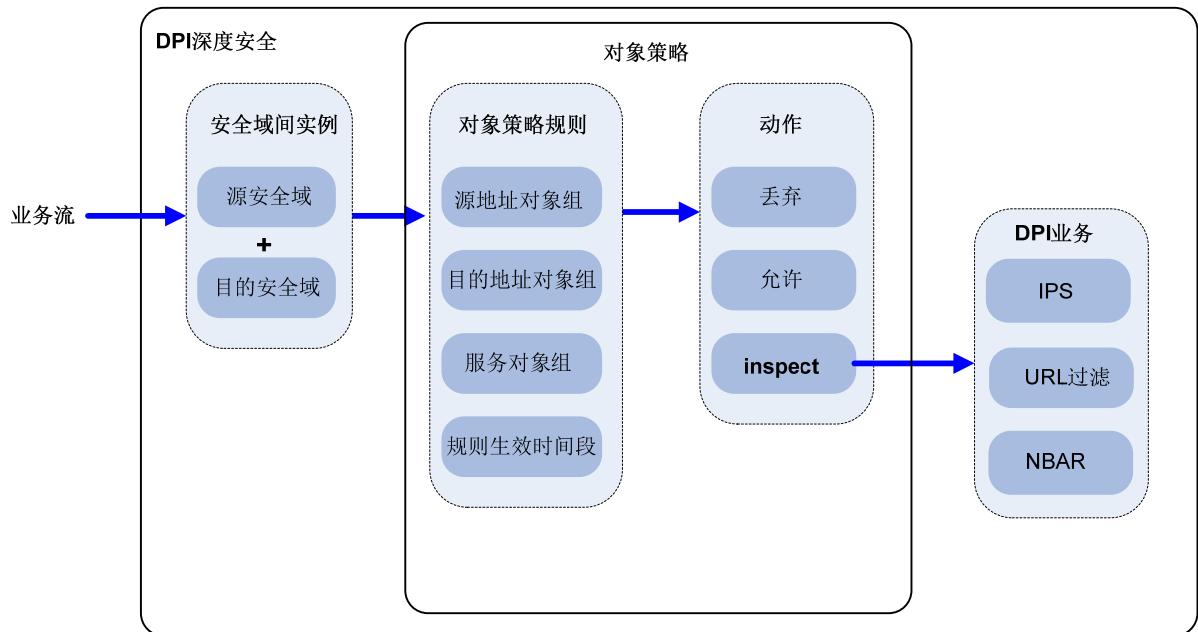 DPI深度安全
对象策略
安全域间实例
源安全域
+
目的安全域
业务流
对象策略规则
源地址对象组
目的地址对象组
服务对象组
规则生效时间段
动作
丢弃
允许
inspect
DPI业务
IPS
URL过滤
NBAR